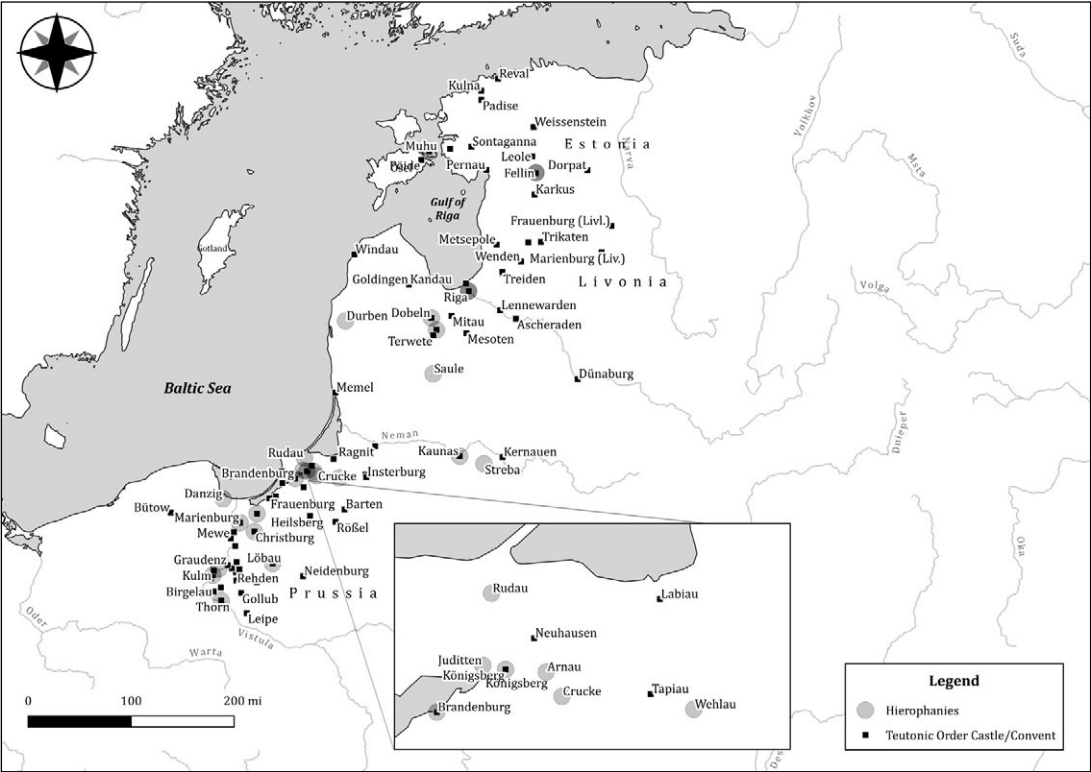 Suda
Reval
Kulna
Padise
Volkhov
Weissenstein
Sontaganna
Estonia
Narva
Muhu
Leole
Pernau
Fellin
Dorpat
Msta
Karkus
Gulf of
Riga
Frauenburg (Livl.)
Metsepole
Trikaten
Gotland
Windau
Wenden
Marienburg (Liv.)
Goldingen
Kandau
Treiden
Livonia
Volga
Riga
Lennewarden
Durben
Dobeln
Mitau
Ascheraden
Terwete
Mesoten
Saule
Dünaburg
Baltic Sea
Memel
Dnieper
Neman
Rudau
Ragnit
Kaunas
Kernauen
Streba
Brandenburg
Crucke
Insterburg
Danzig
Bütow
Frauenburg
Barten
Marienburg
Heilsberg
Rößel
Mewe
Christburg
Oka
Graudenz
Löbau
Kulm
Rehden
Neidenburg
Birgelau
Gollub
Prussia
Thorn
Leipe
Oder
Vistula
Warta
Rudau
Labiau
Neuhausen
Juditten
Königsberg
Königsberg
Arnau
Crucke
Tapiau
Wehlau
Brandenburg
0 100 200 mi
Legend
Hierophanies
Teutonic Order Castle/Convent
Des